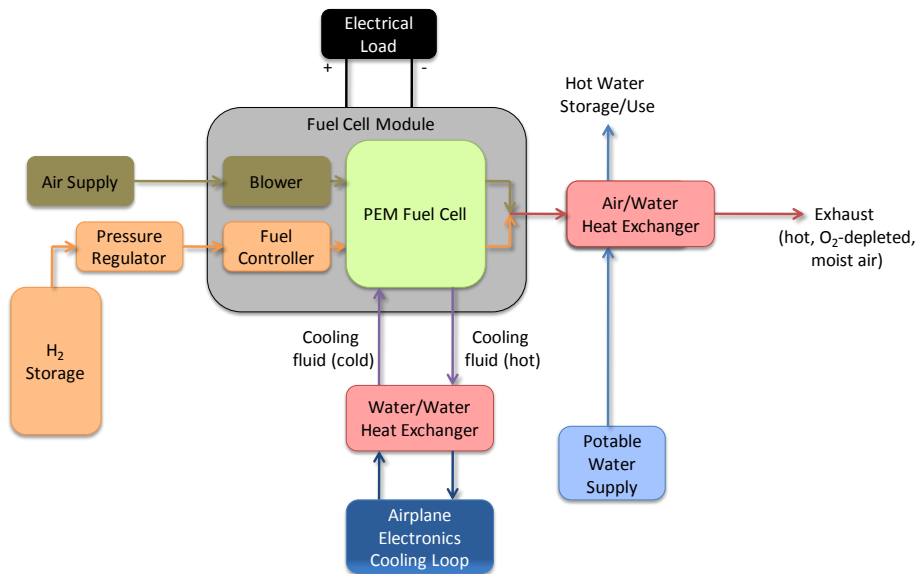 Electrical
Load
+
-
Hot Water
Storage/Use
Fuel Cell Module
Air Supply
Blower
PEM Fuel Cell
Air/Water
Heat Exchanger
Pressure
Regulator
Fuel
Controller
Exhaust
(hot, O₂-depleted,
moist air)
H₂
Storage
Cooling
fluid (cold)
Cooling
fluid (hot)
Water/Water
Heat Exchanger
Potable
Water
Supply
Airplane
Electronics
Cooling Loop